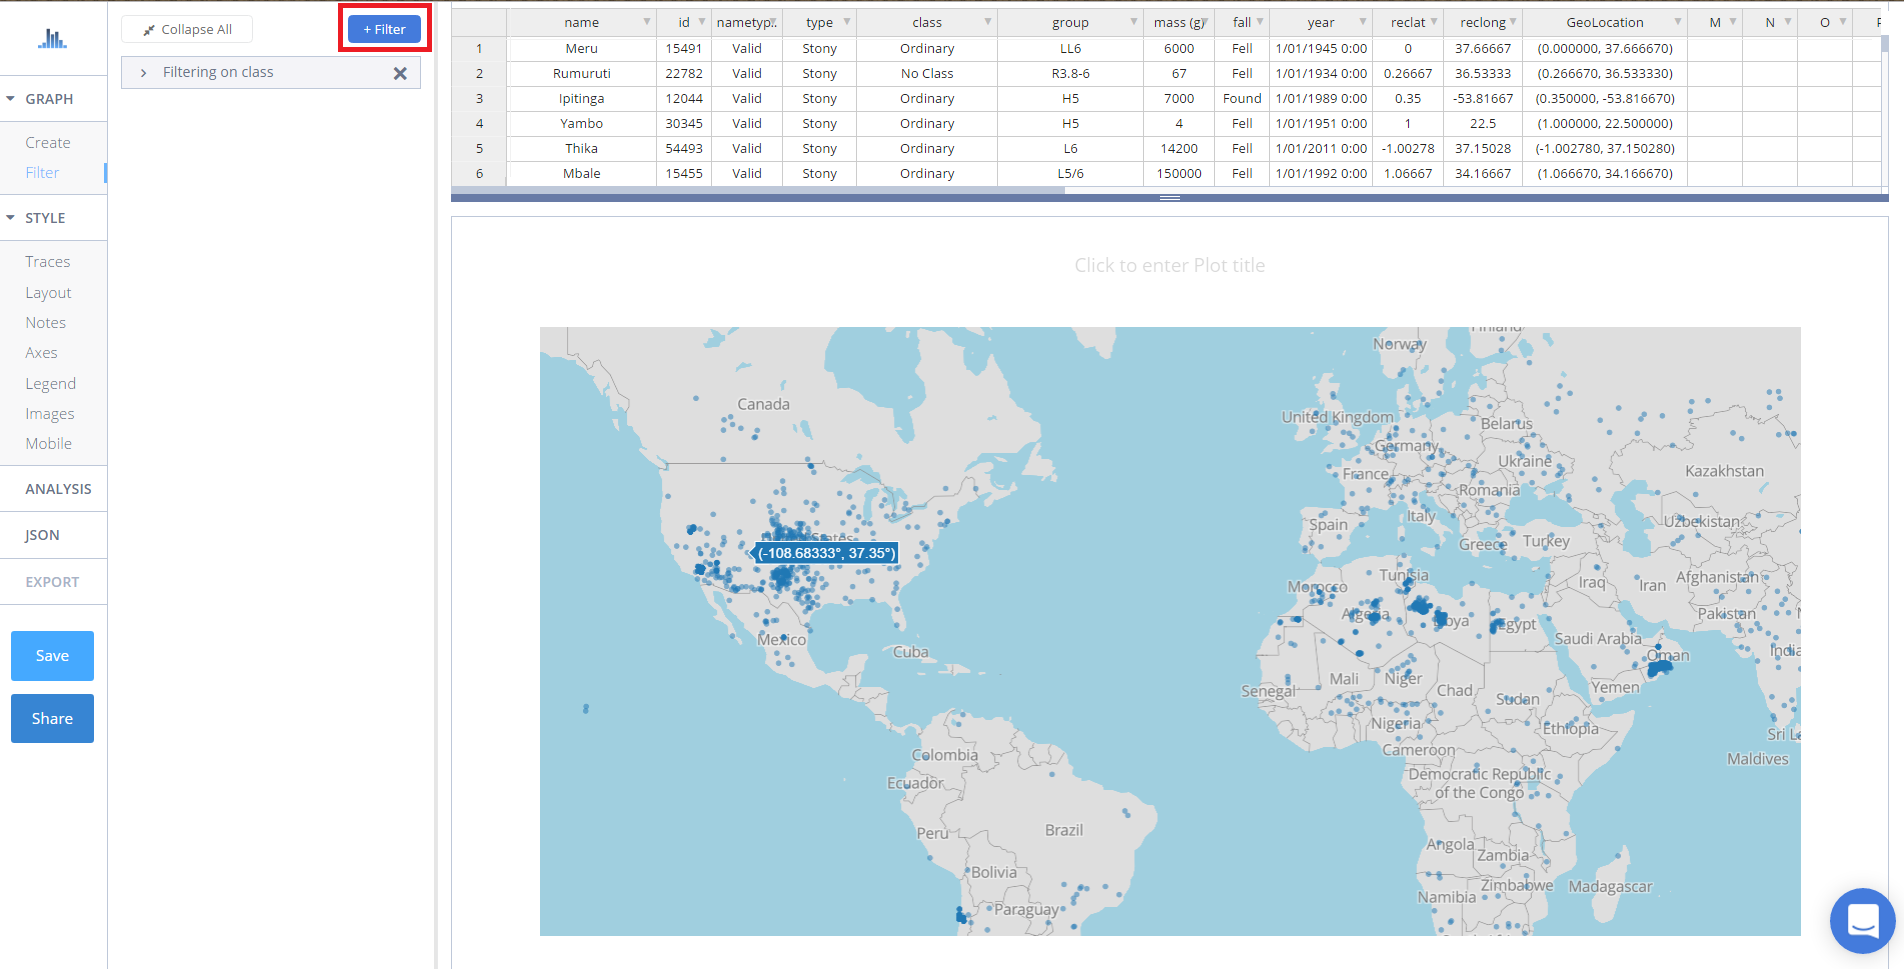 Collapse All
+ Filter
Filtering on class
GRAPH
Create
Filter
STYLE
Traces
Layout
Notes
Axes
Legend
Images
Mobile
ANALYSIS
JSON
EXPORT
Save
Share
name id nametyp.. type class group mass (g) fall year reclat reclong GeoLocation M N O
1 Meru 15491 Valid Stony Ordinary LL6 6000 Fell 1/01/1945 0:00 0 37.66667 (0.000000, 37.666670)
2 Rumuruti 22782 Valid Stony No Class R3.8-6 67 Fell 1/01/1934 0:00 0.26667 36.53333 (0.266670, 36.533330)
3 Ipitinga 12044 Valid Stony Ordinary H5 7000 Found 1/01/1989 0:00 0.35 -53.81667 (0.350000, -53.816670)
4 Yambo 30345 Valid Stony Ordinary H5 4 Fell 1/01/1951 0:00 1 22.5 (1.000000, 22.500000)
5 Thika 54493 Valid Stony Ordinary L6 14200 Fell 1/01/2011 0:00 -1.00278 37.15028 (-1.002780, 37.150280)
6 Mbale 15455 Valid Stony Ordinary L5/6 150000 Fell 1/01/1992 0:00 1.06667 34.16667 (1.066670, 34.166670)
Click to enter Plot title
Finland
Norway
Canada
United Kingdom
Belarus
Germany
Ukraine
France
Kazakhstan
Romania
Italy
Spain
Uzbekistan
States
Greece Turkey
(-108.68333°, 37.35°)
Tunisia
Morocco
Iraq Iran Afghanistan
Algeria
Libya
Egypt
Pakistan
Mexico
Cuba
Saudi Arabia
Oman
India
Mali Niger
Senegal
Chad
Yemen
Sudan
Nigeria
Ethiopia
Sri L
Colombia
Cameroon
Maldives
Ecuador
Democratic Republic
of the Congo
Peru
Brazil
Angola
Zambia
Bolivia
Zimbabwe Madagascar
Namibia
Paraguay